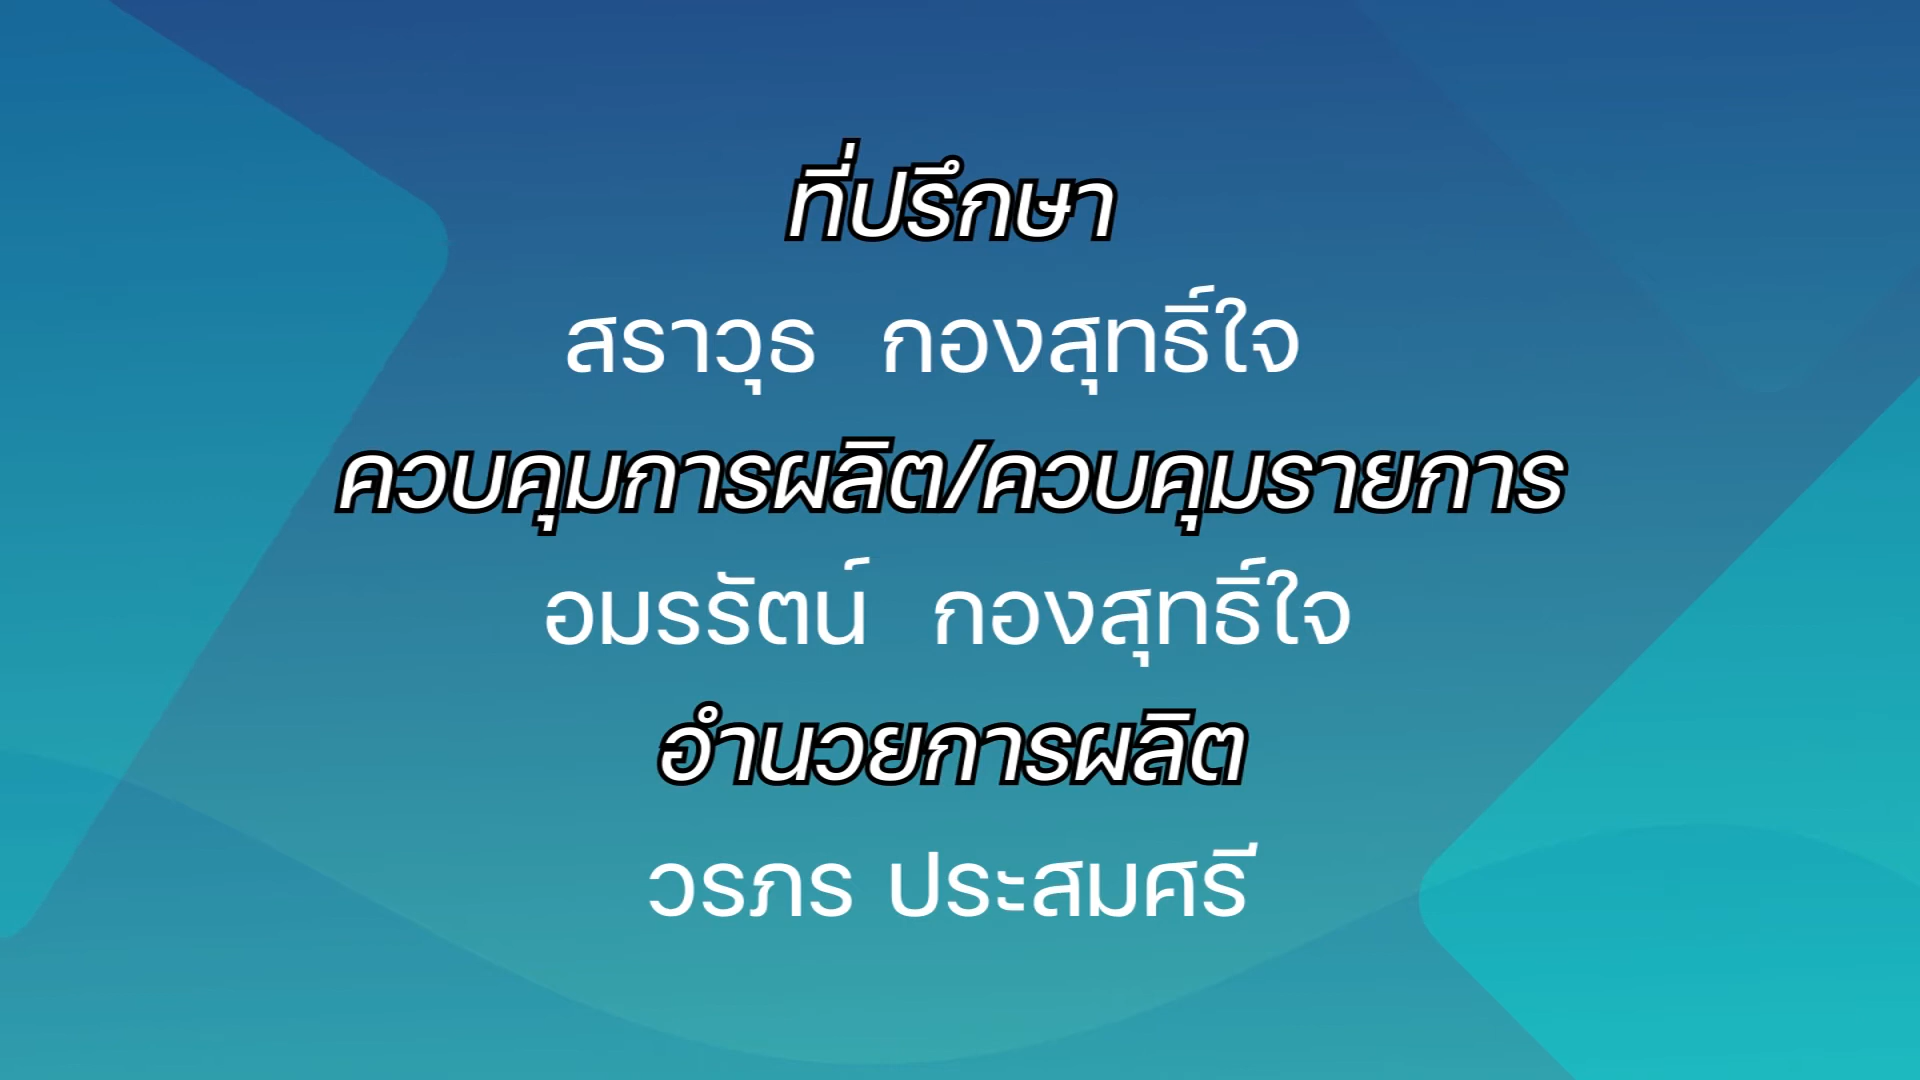 ที่ปรึกษา
สราวุธ  กองสุทธิ์ใจ
ควบคุมการผลิต/ควบคุมรายการ
อมรรัตน์  กองสุทธิ์ใจ
อำนวยการผลิต
วรภร ประสมศรี